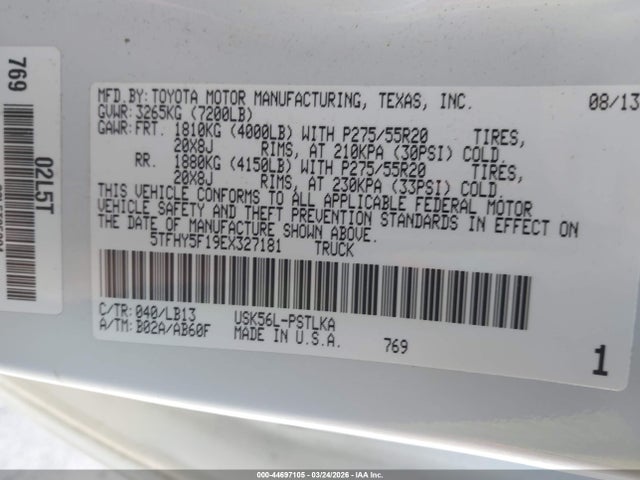 769
02L5T
MFD.BY:TOYOTA MOTOR MANUFACTURING, TEXAS, INC. 08/13
GVWR:3265KG (7200LB)
GAWR:FRT. 1810KG (4000LB) WITH P275/55R20 TIRES,
20X8J RIMS, AT 210KPA (30PSI) COLD.
RR. 1880KG (4150LB) WITH P275/55R20 TIRES,
20X8J RIMS, AT 230KPA (33PSI) COLD.
THIS VEHICLE CONFORMS TO ALL APPLICABLE FEDERAL MOTOR
VEHICLE SAFETY AND THEFT PREVENTION STANDARDS IN EFFECT ON
THE DATE OF MANUFACTURE SHOWN ABOVE.
5TFHY5F19EX327181 TRUCK
C/TR:040/LB13 USK56L-PSTLKA
A/TM:B02A/AB60F MADE IN U.S.A. 769
1
000-44697105 - 03/24/2026 - IAA Inc.